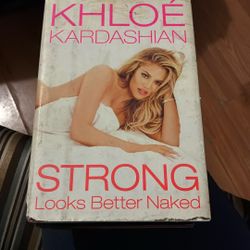 KHLOÉ
KARDASHIAN
STRONG
Looks Better Naked